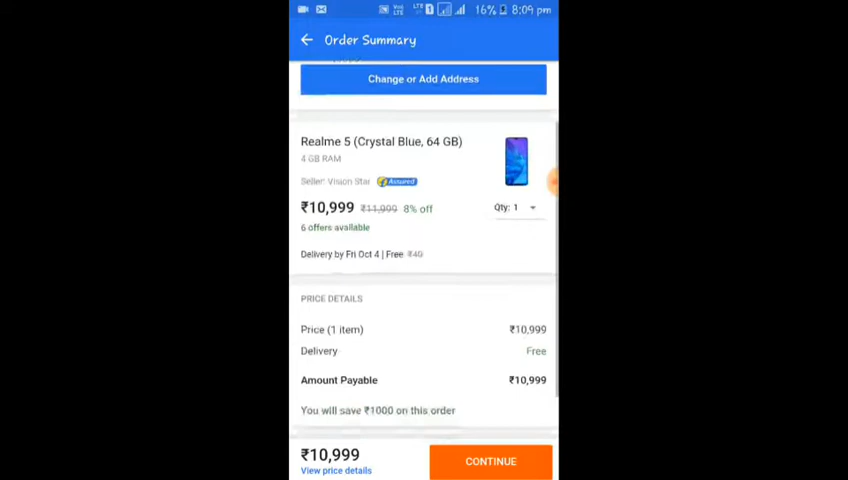 VoLTE LTE 1 16% 8:09 pm
Order Summary
Change or Add Address
Realme 5 (Crystal Blue, 64 GB)
4 GB RAM
Seller: Vision Star Assured
₹10,999 ₹11,999 8% off
Qty: 1
6 offers available
Delivery by Fri Oct 4 | Free ₹40
PRICE DETAILS
Price (1 item) ₹10,999
Delivery Free
Amount Payable ₹10,999
You will save ₹1000 on this order
₹10,999
View price details
CONTINUE